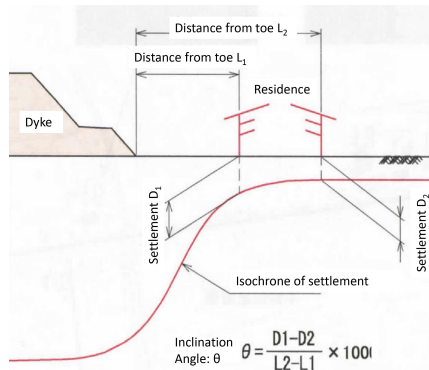 Distance from toe L2
Distance from toe L1
Residence
Dyke
Settlement D1
Settlement D2
Isochrone of settlement
Inclination
Angle: θ
θ = D1-D2 / L2-L1 × 100